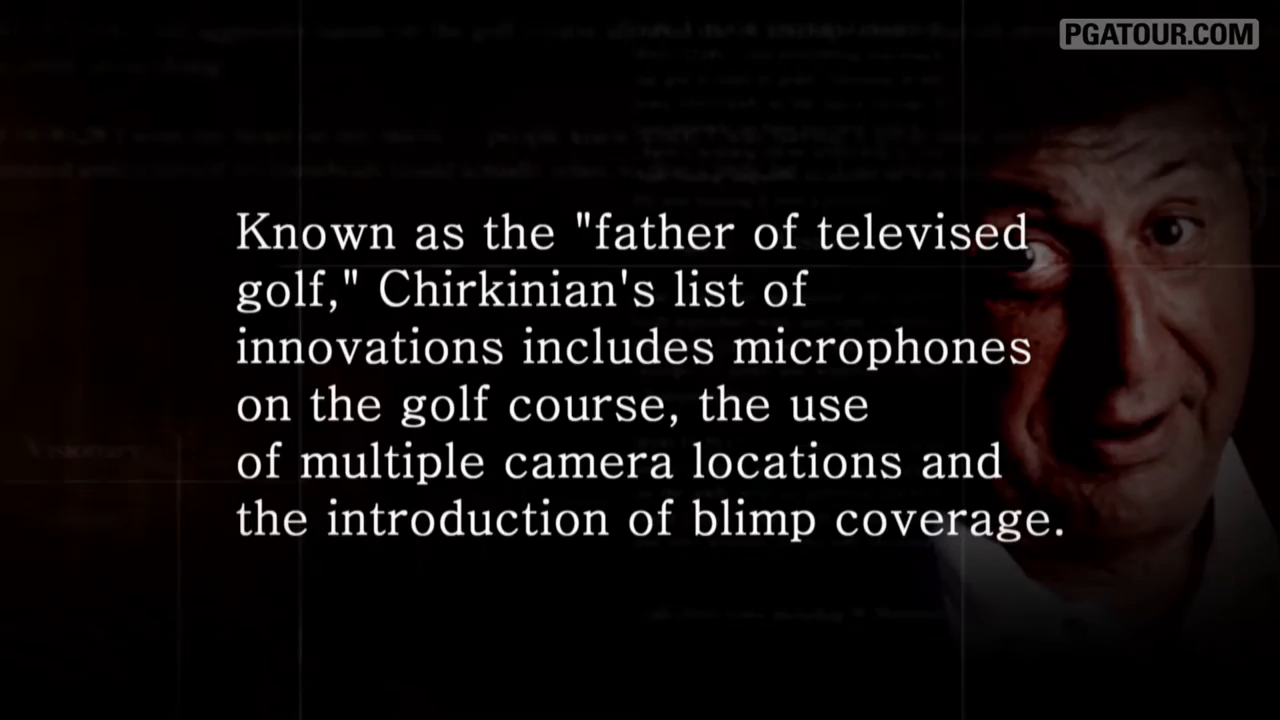 PGATOUR.COM
Known as the "father of televised
golf," Chirkinian's list of
innovations includes microphones
on the golf course, the use
of multiple camera locations and
the introduction of blimp coverage.